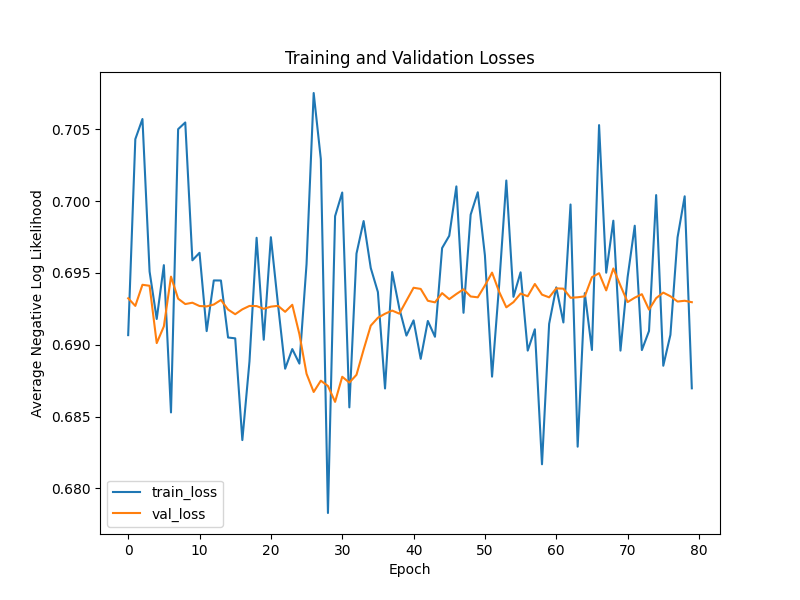 Training and Validation Losses
Average Negative Log Likelihood
0.705
0.700
0.695
0.690
0.685
0.680
train_loss
val_loss
0 10 20 30 40 50 60 70 80
Epoch